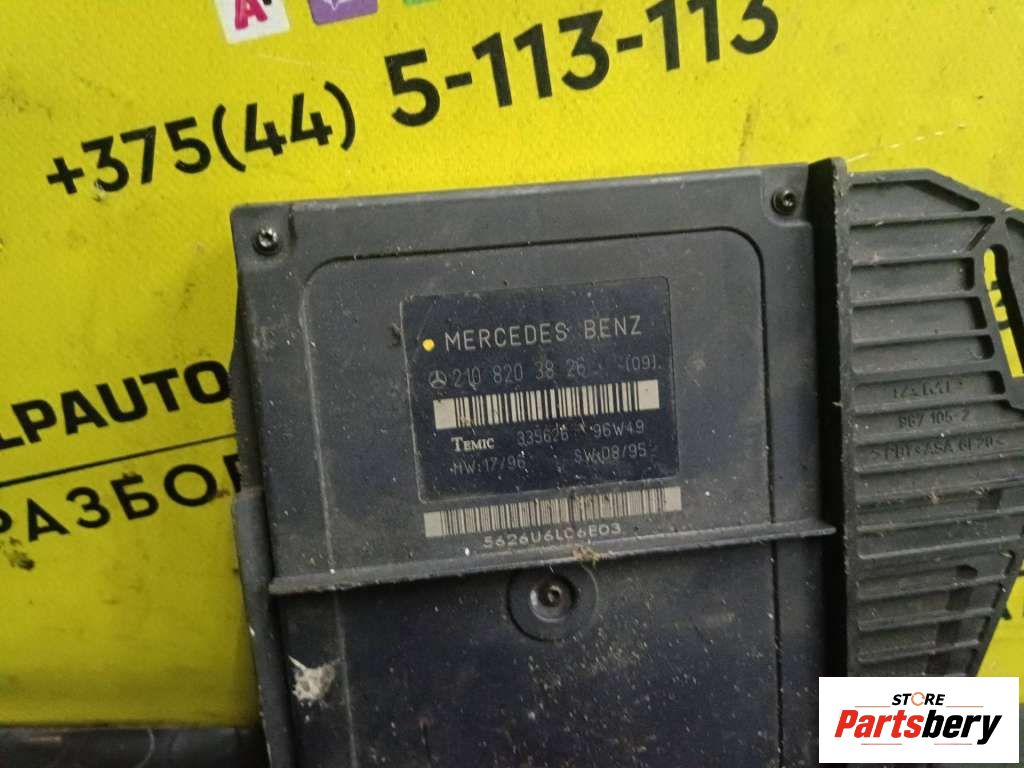 +375(44) 5-113-113
LPAUTO
РАЗБО
MERCEDES BENZ
210 820 38 26 (09)
TEMIC 335626 96W49
HW:17/96 SW:08/95
5626U6LC6E03
STORE
Partsbery